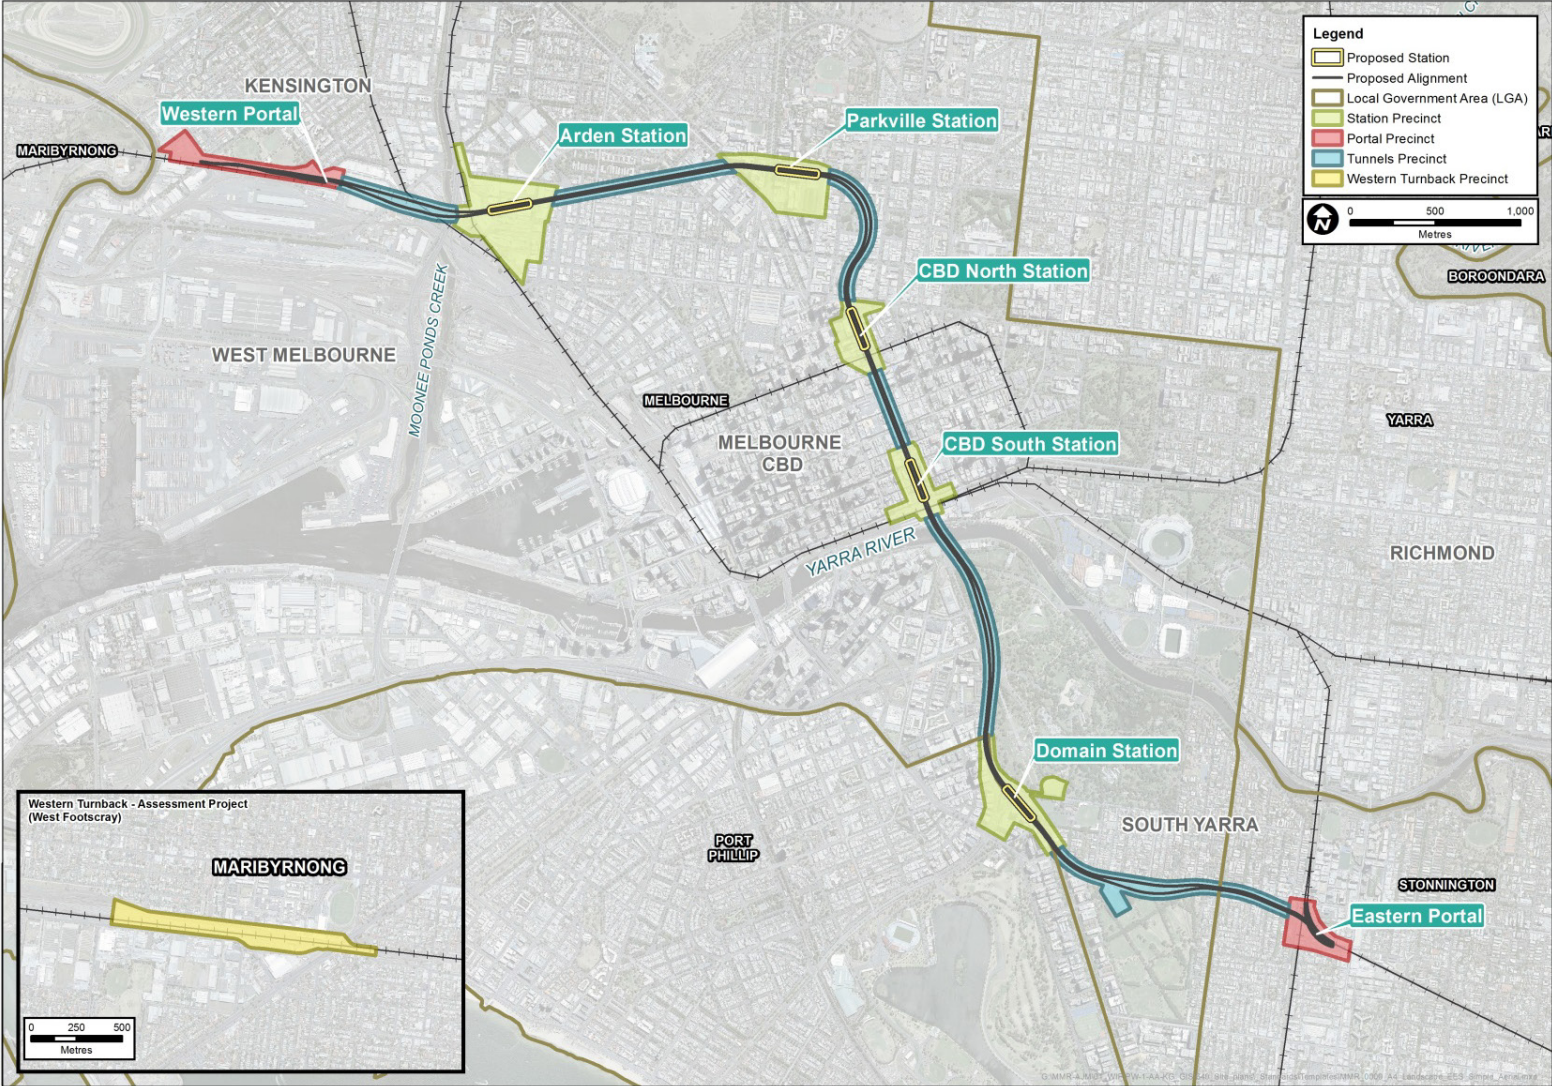 KENSINGTON
Western Portal
MARIBYRNONG
Arden Station
Parkville Station
Legend
Proposed Station
Proposed Alignment
Local Government Area (LGA)
Station Precinct
Portal Precinct
Tunnels Precinct
Western Turnback Precinct
N
0 500 1,000
Metres
BOROONDARA
CBD North Station
MOONEE PONDS CREEK
WEST MELBOURNE
MELBOURNE
MELBOURNE
CBD
CBD South Station
YARRA
YARRA RIVER
RICHMOND
Domain Station
SOUTH YARRA
PORT
PHILLIP
STONNINGTON
Eastern Portal
Western Turnback - Assessment Project
(West Footscray)
MARIBYRNONG
0 250 500
Metres